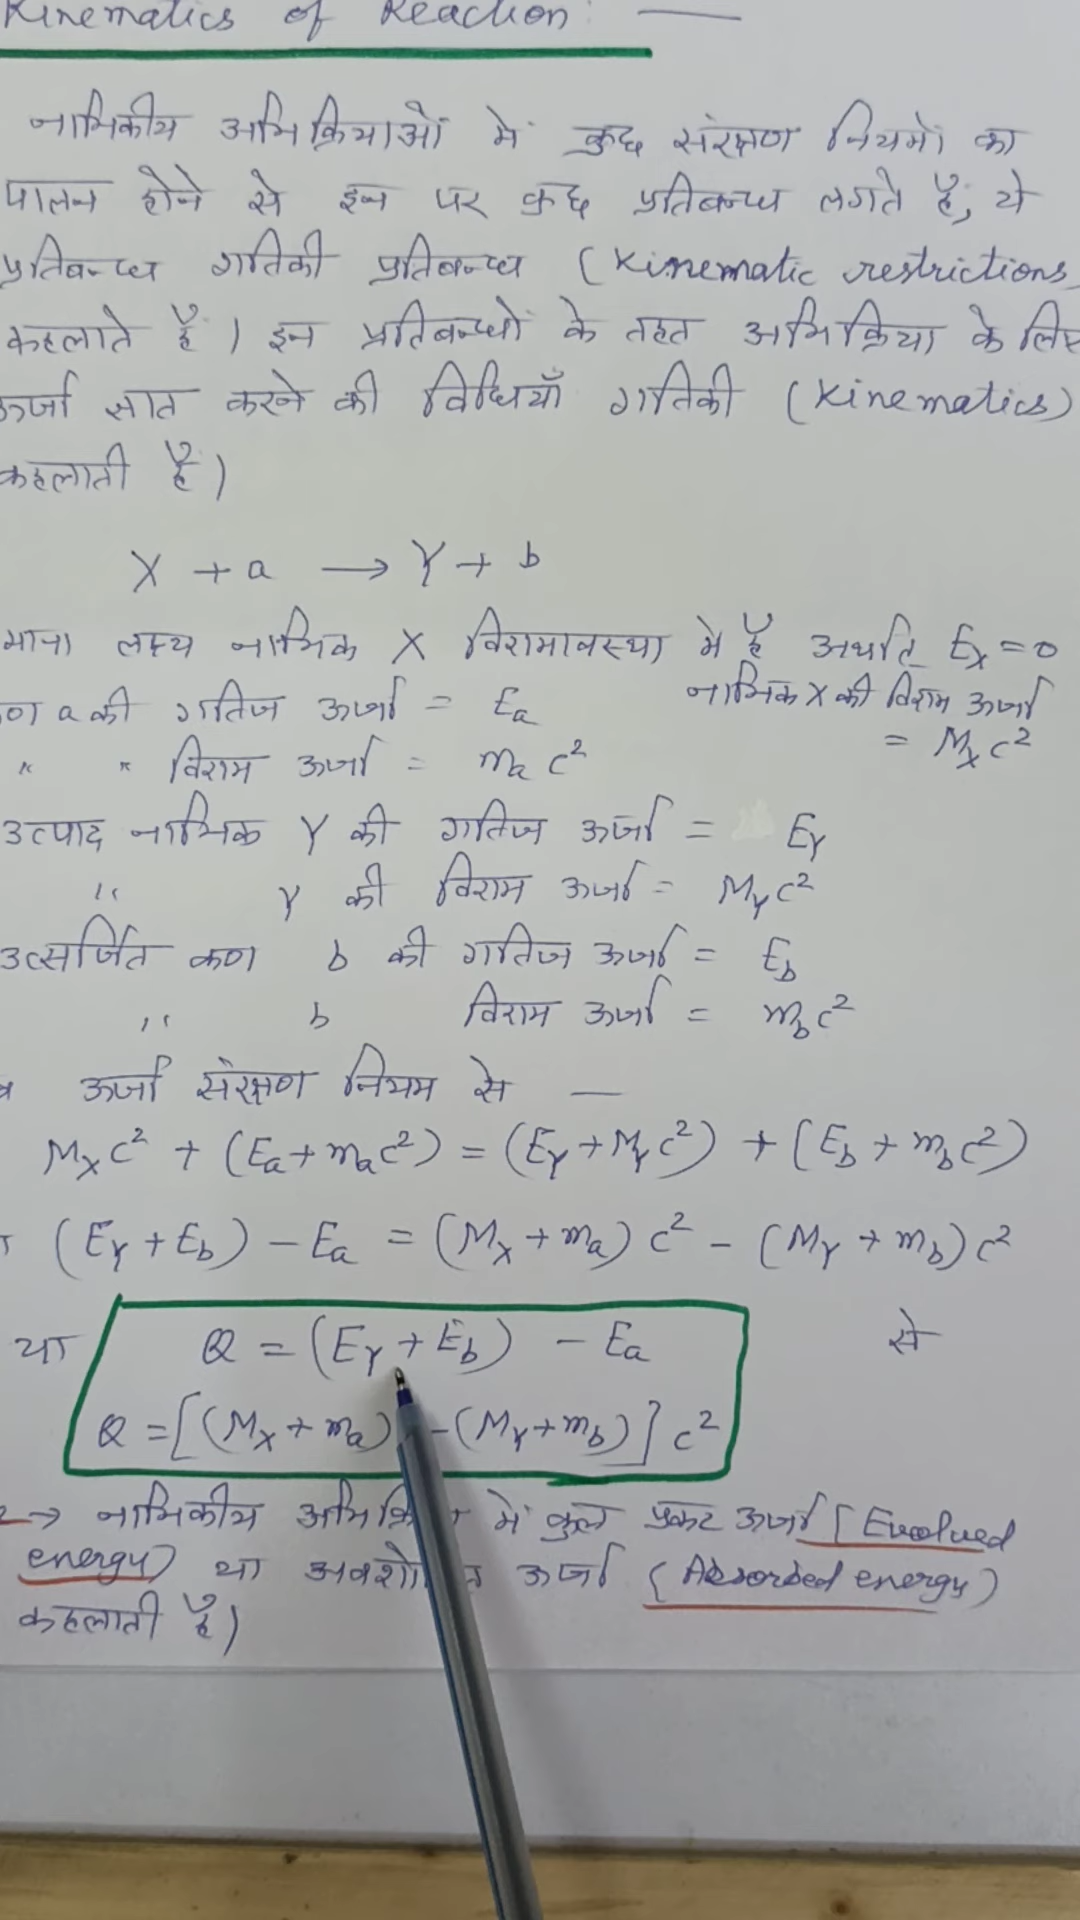 Kinematics of Reaction : —
नाभिकीय अभिक्रियाओं में कुछ संरक्षण नियमों का
पालन होने से इन पर कुछ प्रतिबन्ध लगते हैं, ये
प्रतिबन्ध गतिकी प्रतिबन्ध (Kinematic restrictions
कहलाते हैं। इन प्रतिबन्धों के तहत अभिक्रिया के लिए
ऊर्जा ज्ञात करने की विधियाँ गतिकी (Kinematics)
कहलाती हैं।
X + a → Y + b
माना लक्ष्य नाभिक X विरामावस्था में है अर्थात् E_X = 0
नाभिक X की विराम ऊर्जा
= M_X c²
a की गतिज ऊर्जा = E_a
" " विराम ऊर्जा = m_a c²
उत्पाद नाभिक Y की गतिज ऊर्जा = E_Y
" Y की विराम ऊर्जा = M_Y c²
उत्सर्जित कण b की गतिज ऊर्जा = E_b
" b विराम ऊर्जा = m_b c²
ऊर्जा संरक्षण नियम से —
M_X c² + (E_a + m_a c²) = (E_Y + M_Y c²) + (E_b + m_b c²)
(E_Y + E_b) – E_a = (M_X + m_a) c² – (M_Y + m_b) c²
या Q = (E_Y + E_b) – E_a से
Q = [(M_X + m_a) – (M_Y + m_b)] c²
→ नाभिकीय में कुल प्रकट ऊर्जा (Evolved
energy) या ऊर्जा (Absorbed energy)
कहलाती है।